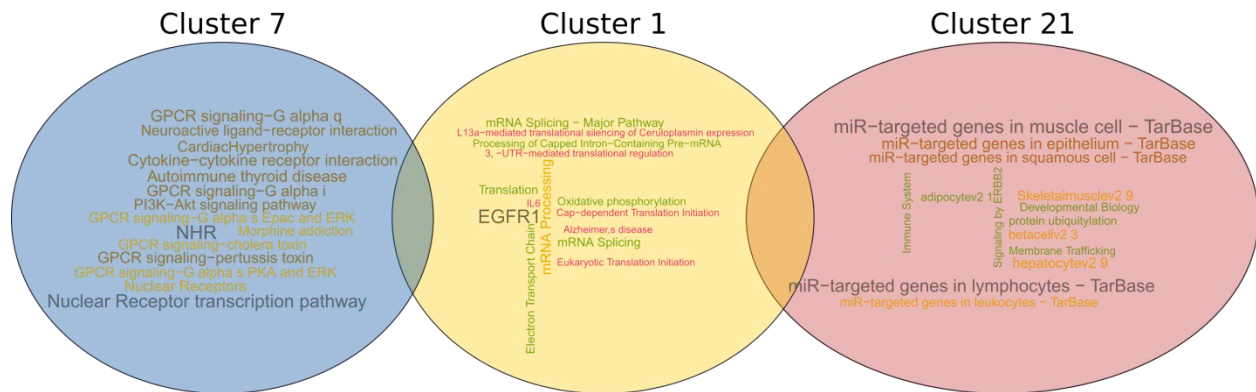 Cluster 7
Cluster 1
Cluster 21
GPCR signaling-G alpha q
Neuroactive ligand-receptor interaction
CardiacHypertrophy
Cytokine-cytokine receptor interaction
Autoimmune thyroid disease
GPCR signaling-G alpha i
PI3K-Akt signaling pathway
GPCR signaling-G alpha s Epac and ERK
NHR
Morphine addiction
GPCR signaling-cholera toxin
GPCR signaling-pertussis toxin
GPCR signaling-G alpha s PKA and ERK
Nuclear Receptors
Nuclear Receptor transcription pathway
mRNA Splicing - Major Pathway
L13a-mediated translational silencing of Ceruloplasmin expression
Processing of Capped Intron-Containing Pre-mRNA
3, -UTR-mediated translational regulation
Translation
IL6
EGFR1
Electron Transport Chain
mRNA Processing
Oxidative phosphorylation
Cap-dependent Translation Initiation
Alzheimer,s disease
mRNA Splicing
Eukaryotic Translation Initiation
miR-targeted genes in muscle cell - TarBase
miR-targeted genes in epithelium - TarBase
miR-targeted genes in squamous cell - TarBase
Immune System
adipocytev2 1
Signaling by ERBB2
Skeletalmusclev2 9
Developmental Biology
protein ubiquitylation
betacellv2 3
Membrane Trafficking
hepatocytev2 9
miR-targeted genes in lymphocytes - TarBase
miR-targeted genes in leukocytes - TarBase